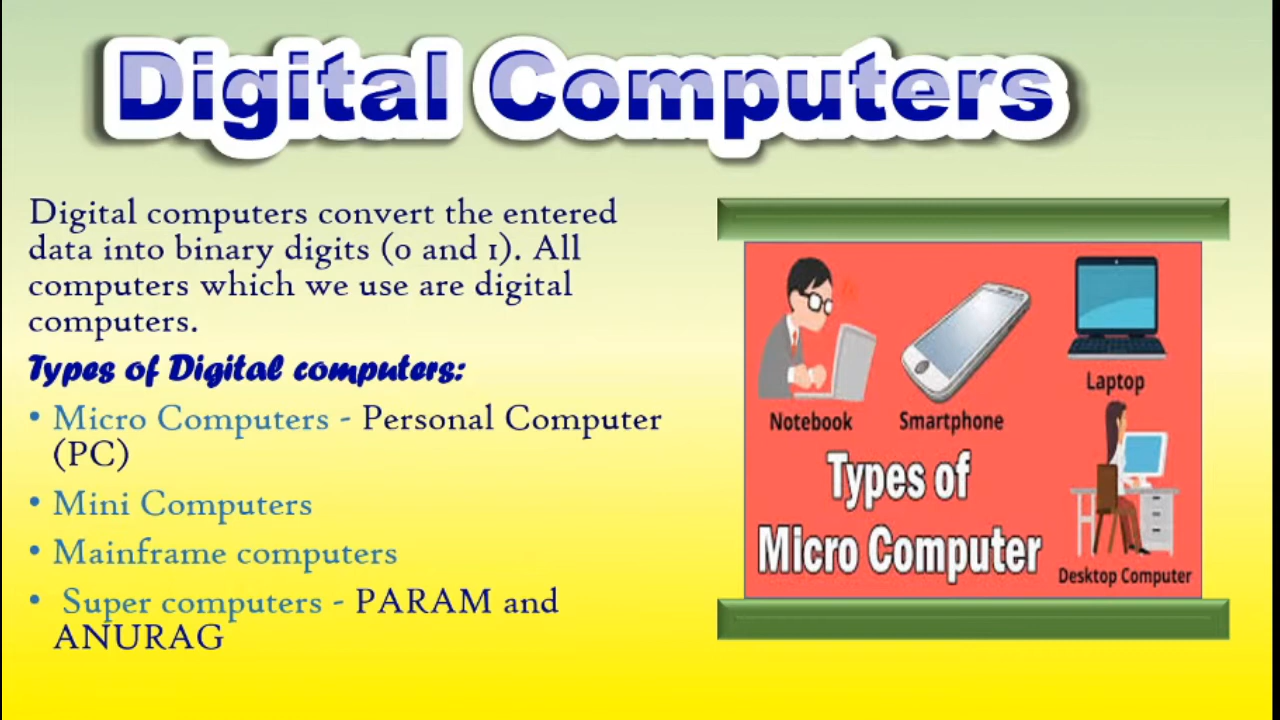 Digital Computers
Digital computers convert the entered
data into binary digits (0 and 1). All
computers which we use are digital
computers.
Types of Digital computers:
• Micro Computers - Personal Computer
(PC)
• Mini Computers
• Mainframe computers
• Super computers - PARAM and
ANURAG
Notebook
Smartphone
Laptop
Types of
Micro Computer
Desktop Computer